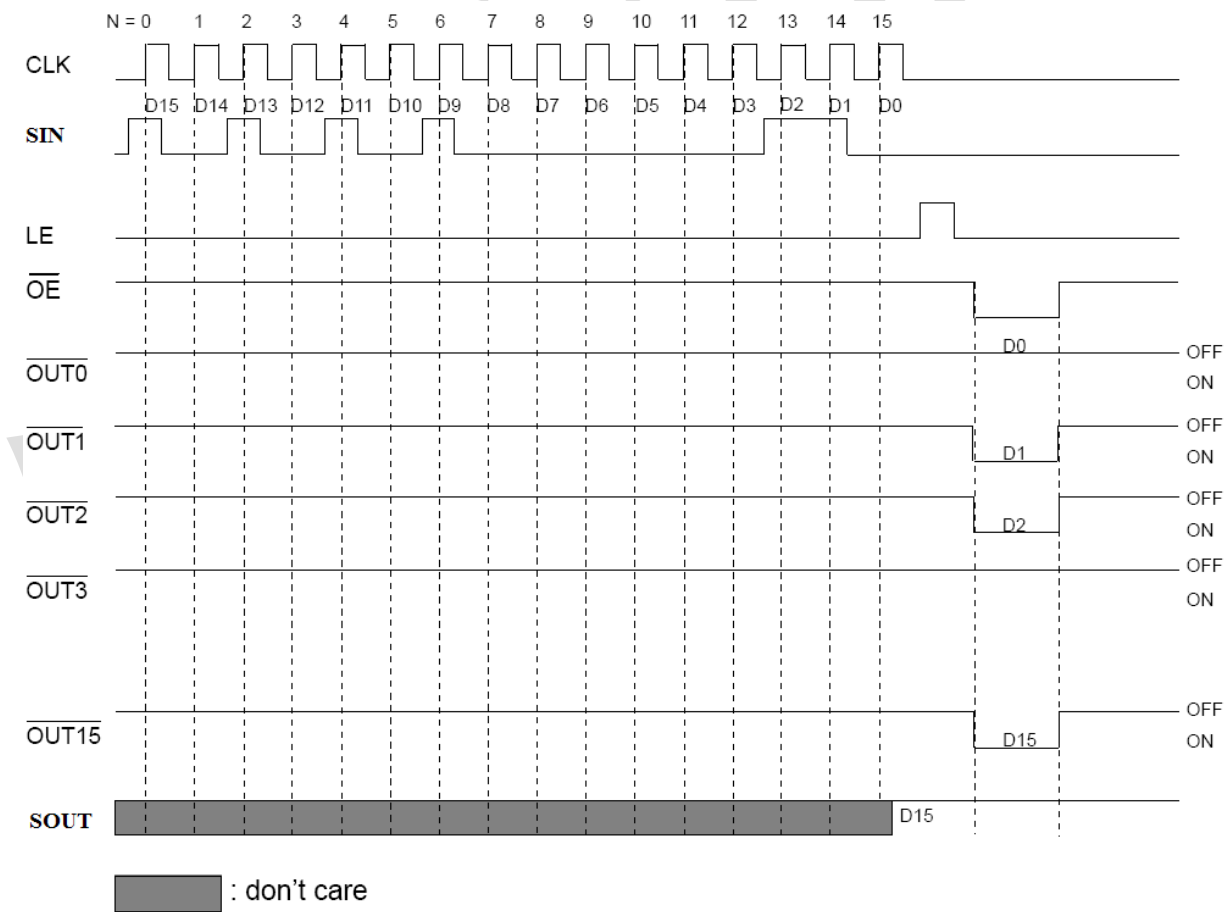 N = 0 1 2 3 4 5 6 7 8 9 10 11 12 13 14 15
CLK
D15 D14 D13 D12 D11 D10 D9 D8 D7 D6 D5 D4 D3 D2 D1 D0
SIN
LE
OE
D0
OFF
OUT0
ON
OFF
OUT1
D1
ON
OFF
OUT2
D2
ON
OFF
OUT3
ON
OFF
OUT15
D15
ON
SOUT
D15
: don't care